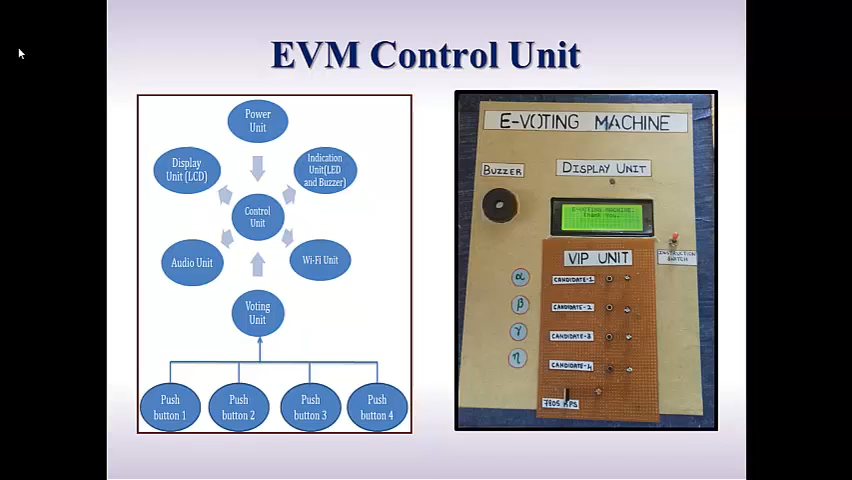 EVM Control Unit
Power
Unit
Display
Unit (LCD)
Indication
Unit(LED
and Buzzer)
Control
Unit
Audio Unit
Wi-Fi Unit
Voting
Unit
Push
button 1
Push
button 2
Push
button 3
Push
button 4
E-VOTING MACHINE
BUZZER
DISPLAY UNIT
E-VOTING MACHINE.
Thank you..
INSTRUCTION
SWITCH
VIP UNIT
α
CANDIDATE-1
β
CANDIDATE-2
γ
CANDIDATE-3
η
CANDIDATE-4